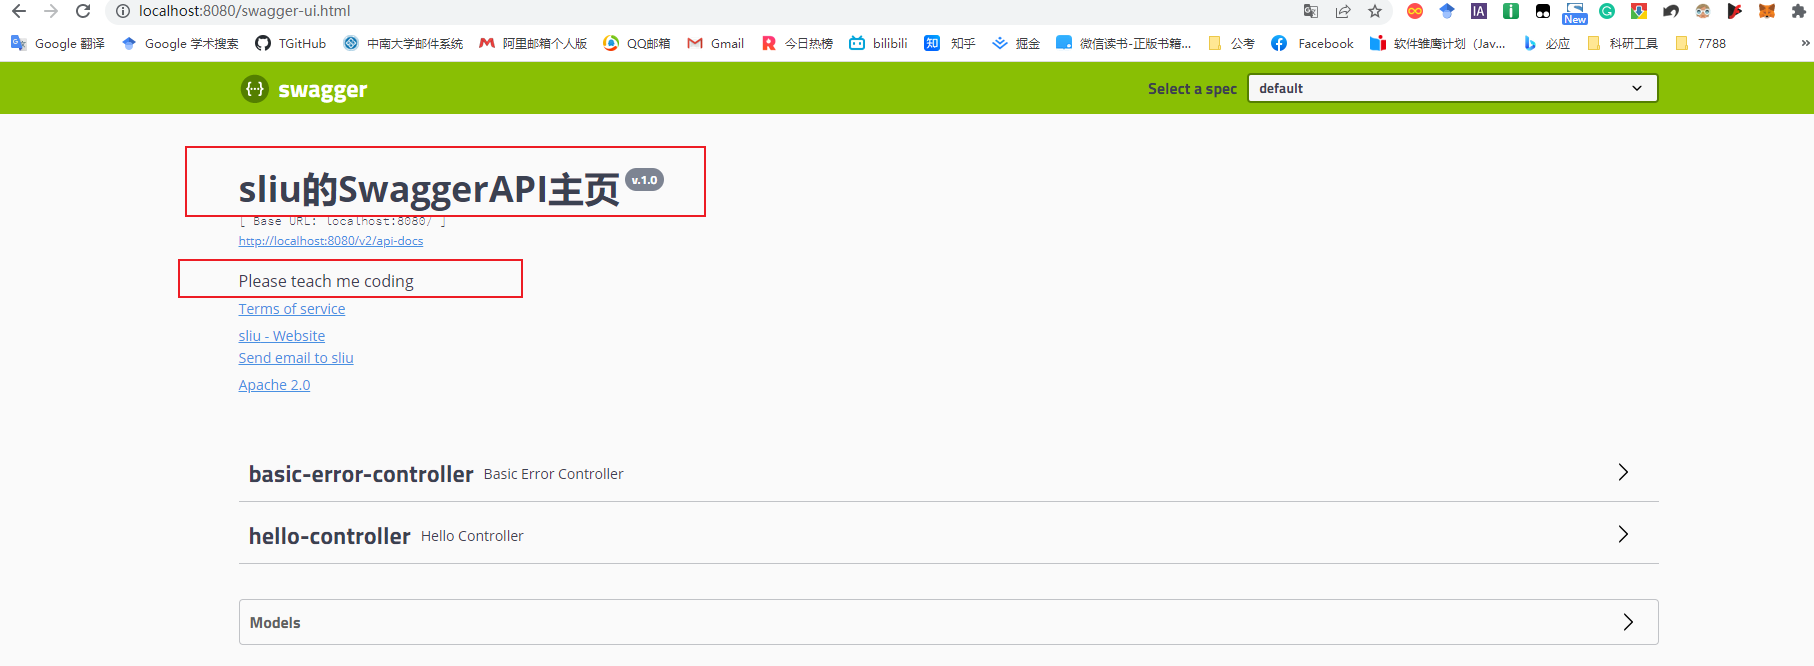 localhost:8080/swagger-ui.html
IA
New
Google 翻译 Google 学术搜索 TGitHub 中南大学邮件系统 阿里邮箱个人版 QQ邮箱 Gmail 今日热榜 bilibili 知乎 掘金 微信读书-正版书籍... 公考 Facebook 软件雏鹰计划（Jav... 必应 科研工具 7788 »
{···} swagger
Select a spec default
sliu的SwaggerAPI主页 v.1.0
[ Base URL: localhost:8080/ ]
http://localhost:8080/v2/api-docs
Please teach me coding
Terms of service
sliu - Website
Send email to sliu
Apache 2.0
basic-error-controller Basic Error Controller
hello-controller Hello Controller
Models